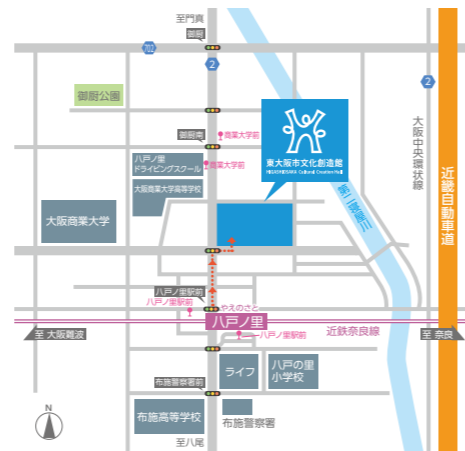 至門真
御厨
702
2
2
御厨公園
御厨南
商業大学前
八戸ノ里
ドライビングスクール
商業大学前
大阪商業大学高等学校
大阪商業大学
東大阪市文化創造館
HIGASHIOSAKA Cultural Creation Hall
大阪中央環状線
近畿自動車道
第二寝屋川
八戸ノ里駅前
八戸ノ里駅前
やえのさと
八戸ノ里
近鉄奈良線
至 大阪難波
至 奈良
八戸ノ里駅前
ライフ
八戸の里
小学校
布施警察署前
布施高等学校
布施警察署
至八尾
N